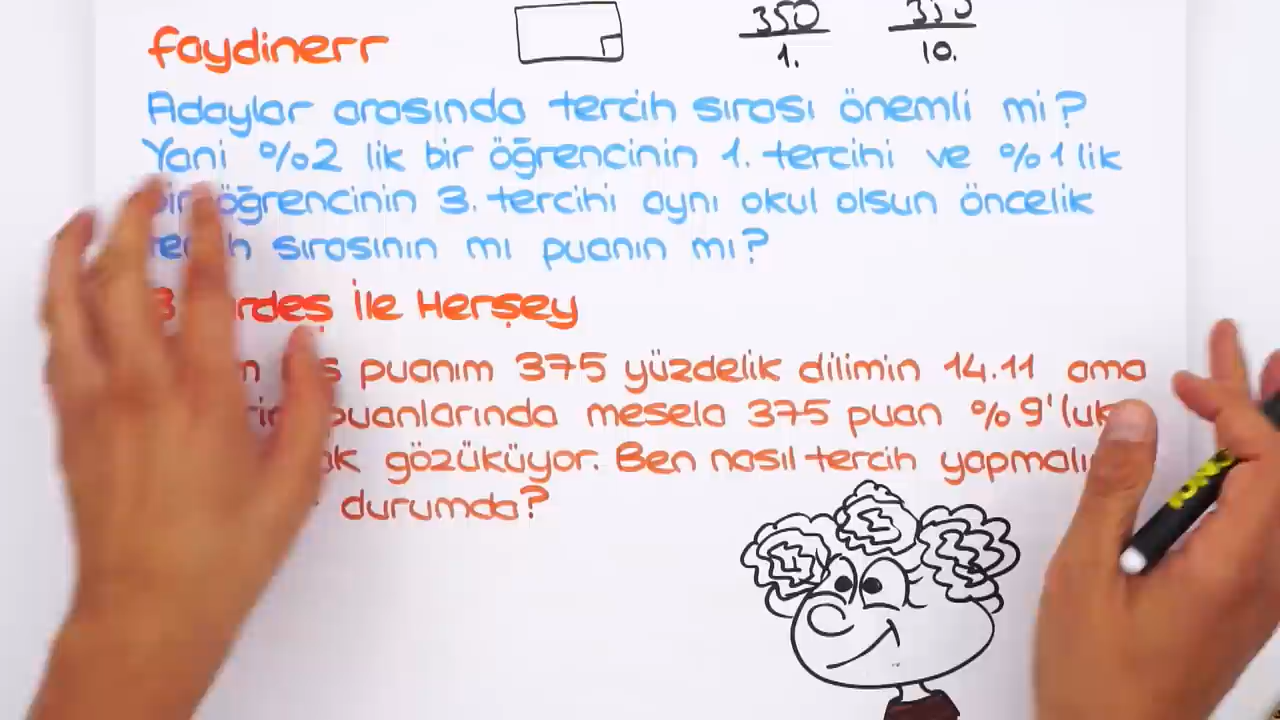 350
1.
10.
faydinerr
Adaylar arasında tercih sırası önemli mi?
Yani %2 lik bir öğrencinin 1. tercihi ve %1 lik
öğrencinin 3. tercihi aynı okul olsun öncelik
sırasının mı puanın mı?
İle Herşey
puanım 375 yüzdelik dilimin 14.11 ama
puanlarında mesela 375 puan %9'luk
gözüküyor. Ben nasıl tercih
durumda?